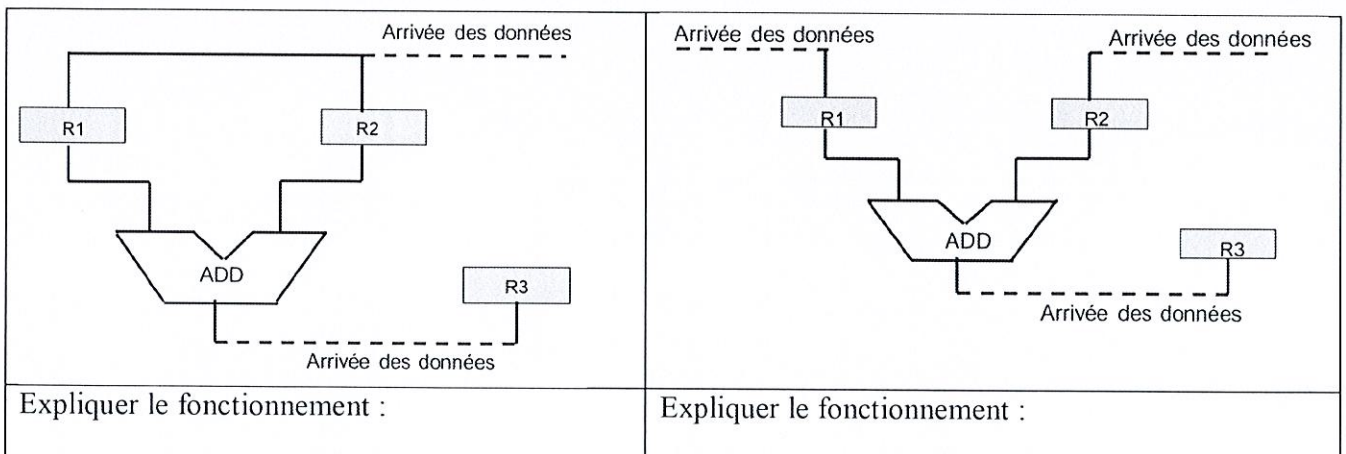 Arrivée des données
R1
R2
ADD
R3
Arrivée des données
Expliquer le fonctionnement :
Arrivée des données
Arrivée des données
R1
R2
ADD
R3
Arrivée des données
Expliquer le fonctionnement :